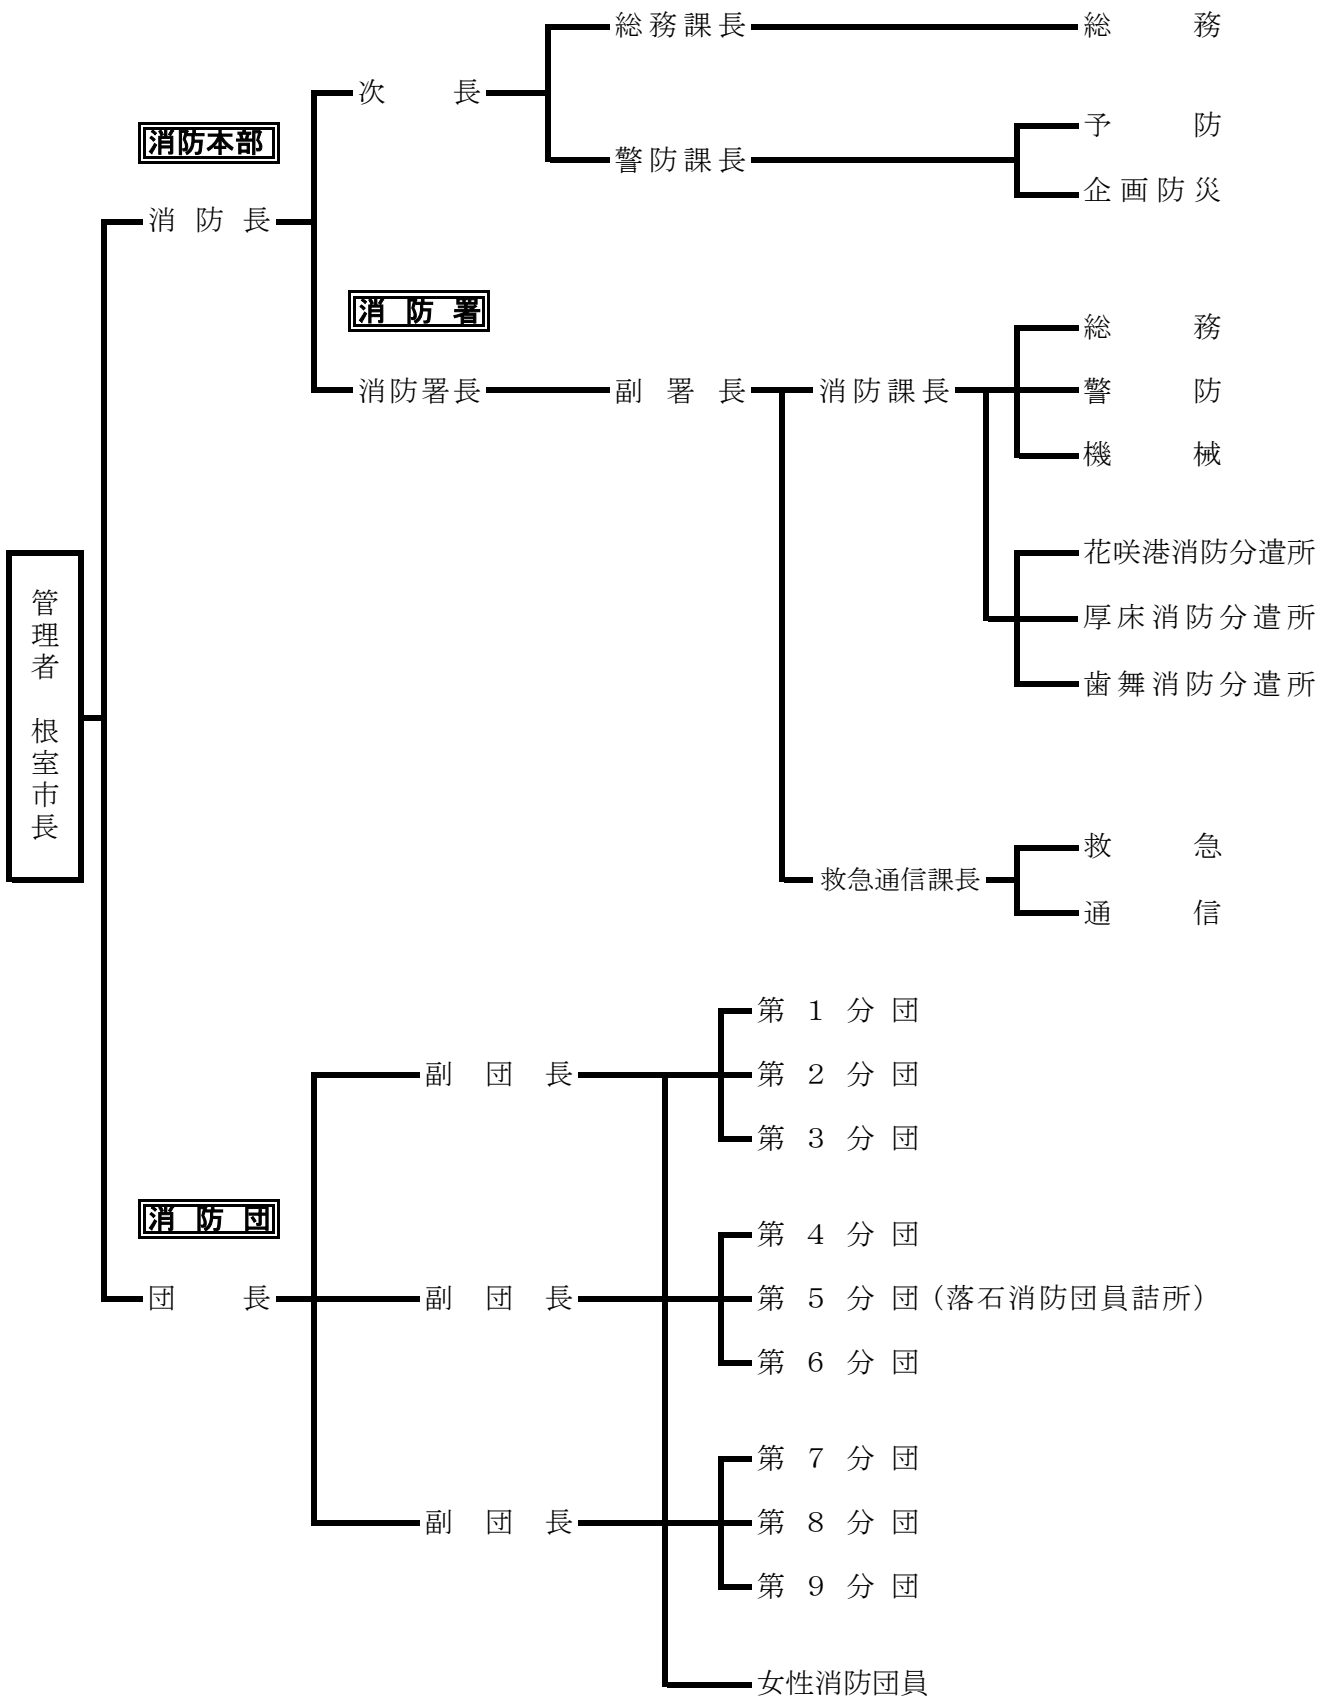 総務課長 総務
次長
消防本部
予防
警防課長
企画防災
消防長
消防署
総務
消防署長 副署長 消防課長 警防
機械
花咲港消防分遣所
管理者 根室市長
厚床消防分遣所
歯舞消防分遣所
救急
救急通信課長
通信
第1分団
副団長 第2分団
第3分団
消防団
第4分団
団長 副団長 第5分団(落石消防団員詰所)
第6分団
第7分団
副団長 第8分団
第9分団
女性消防団員